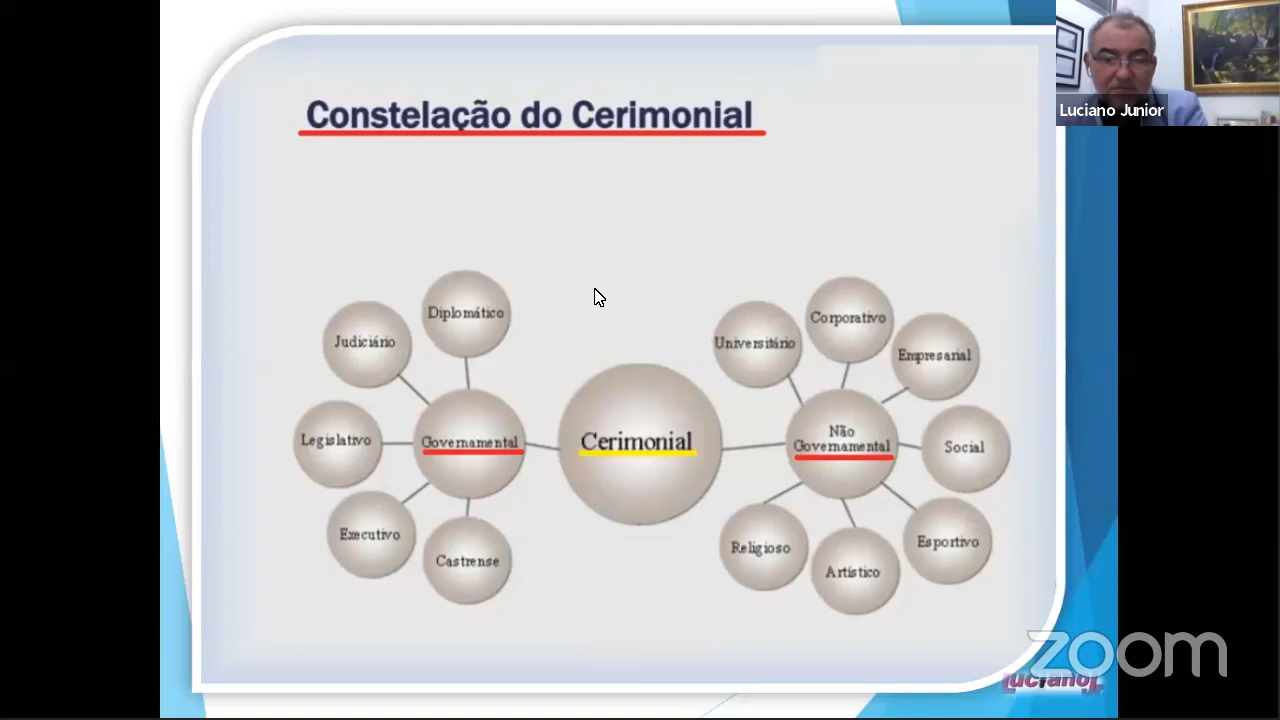 Constelação do Cerimonial
Luciano Junior
Diplomático
Judiciário
Legislativo
Governamental
Executivo
Castrense
Cerimonial
Universitário
Corporativo
Empresarial
Não
Governamental
Social
Religioso
Artístico
Esportivo
zoom
LucianoJr.